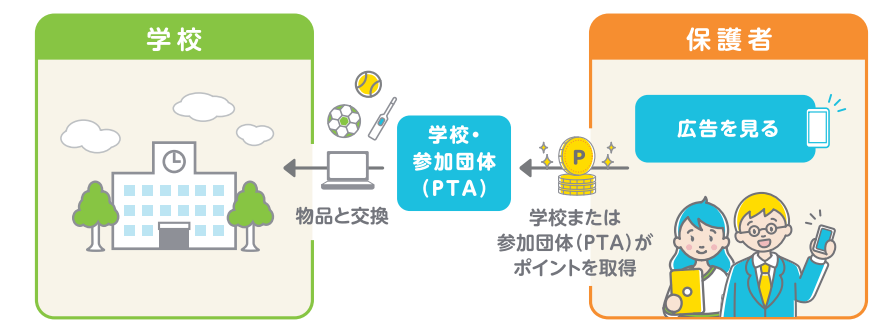 学校
保護者
広告を見る
学校・
参加団体
(PTA)
P
物品と交換
学校または
参加団体(PTA)が
ポイントを取得